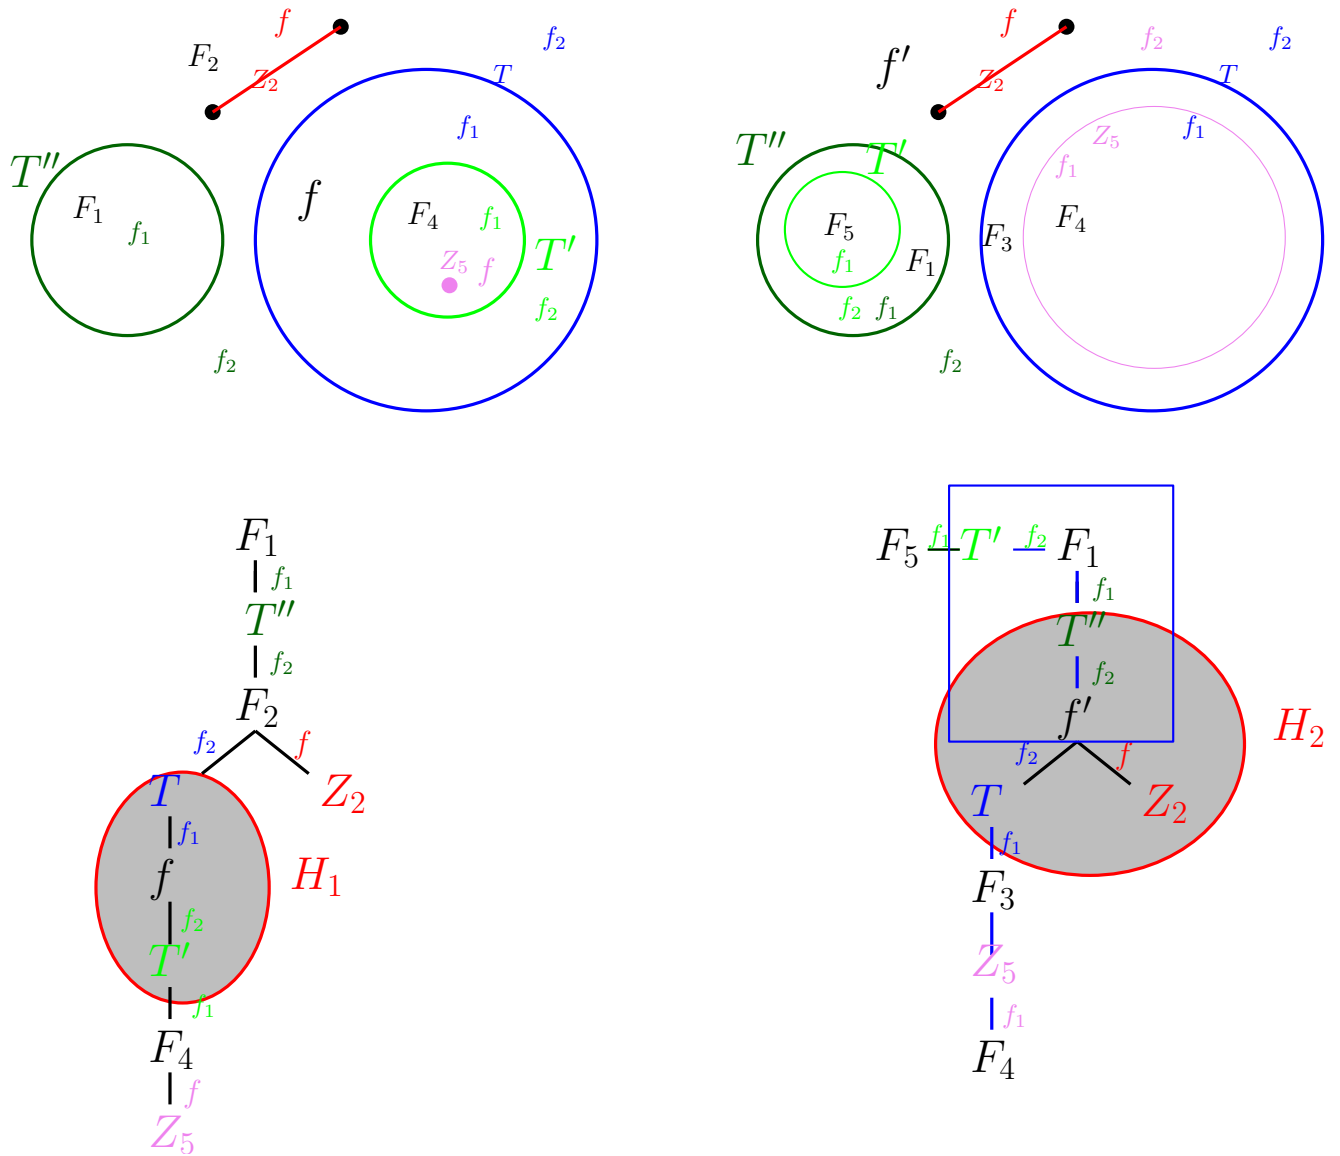 f
F₂
Z₂
f₂
T
f₁
T″
F₁
f₁
f
F₄
f₁
T′
Z₅ f
f₂
f₂
f
f′
Z₂
f₂
f₂
T
T″
T′
Z₅
f₁
f₁
F₅
F₁
F₃
F₄
f₁
f₂ f₁
f₂
F₁
f₁
T″
f₂
F₂
f₂
f
T
Z₂
f₁
f
H₁
f₂
T′
f₁
F₄
f
Z₅
F₅ f₁ T′ f₂ F₁
f₁
T″
f₂
f′
H₂
f₂
f
T
Z₂
f₁
F₃
Z₅
f₁
F₄